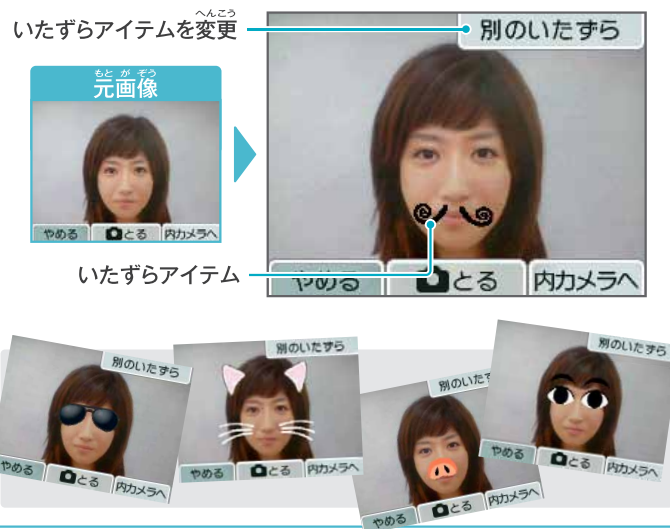 いたずらアイテムを変更
へんこう
別のいたずら
もと が ぞう
元画像
やめる
とる
内カメラへ
いたずらアイテム
やめる
とる
内カメラへ
別のいたずら
やめる
とる
内カメラへ
別のいたずら
やめる
とる
内カメラへ
別のいたず
やめる
とる
内カメラへ
別のいたずら
やめる
とる
内カメラへ